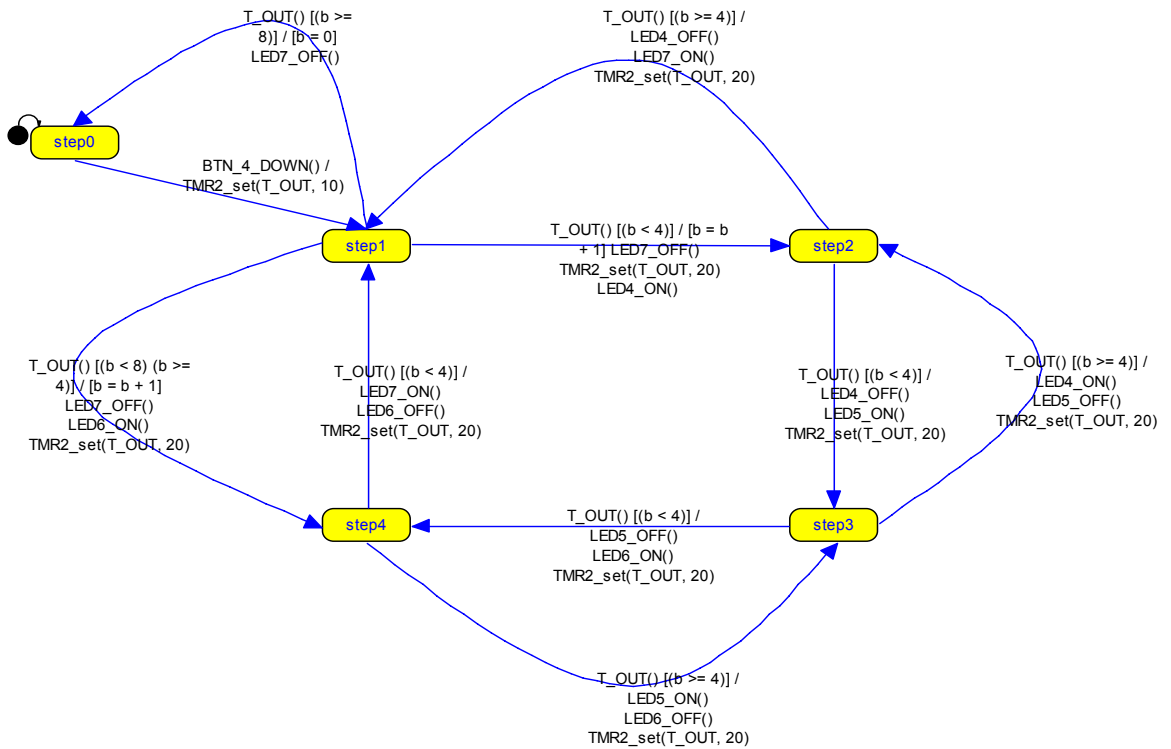 T_OUT() [(b >=
8)] / [b = 0]
LED7_OFF()
T_OUT() [(b >= 4)] /
LED4_OFF()
LED7_ON()
TMR2_set(T_OUT, 20)
step0
BTN_4_DOWN() /
TMR2_set(T_OUT, 10)
step1
T_OUT() [(b < 4)] / [b = b
+ 1] LED7_OFF()
TMR2_set(T_OUT, 20)
LED4_ON()
step2
T_OUT() [(b < 8) (b >=
4)] / [b = b + 1]
LED7_OFF()
LED6_ON()
TMR2_set(T_OUT, 20)
T_OUT() [(b < 4)] /
LED7_ON()
LED6_OFF()
TMR2_set(T_OUT, 20)
T_OUT() [(b < 4)] /
LED4_OFF()
LED5_ON()
TMR2_set(T_OUT, 20)
T_OUT() [(b >= 4)] /
LED4_ON()
LED5_OFF()
TMR2_set(T_OUT, 20)
step4
T_OUT() [(b < 4)] /
LED5_OFF()
LED6_ON()
TMR2_set(T_OUT, 20)
step3
T_OUT() [(b >= 4)] /
LED5_ON()
LED6_OFF()
TMR2_set(T_OUT, 20)